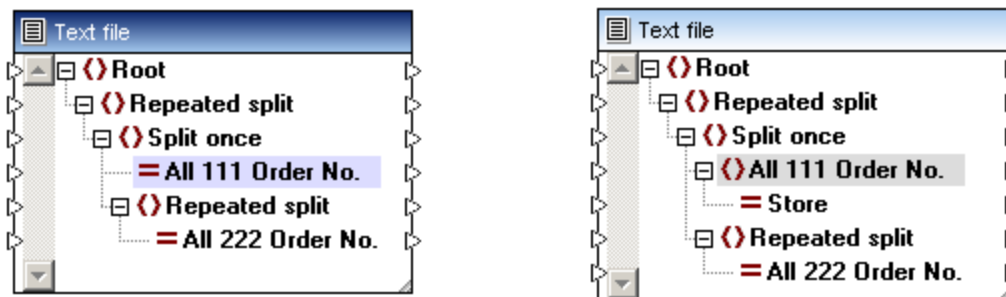 Text file
Root
Repeated split
Split once
All 111 Order No.
Repeated split
All 222 Order No.
Text file
Root
Repeated split
Split once
All 111 Order No.
Store
Repeated split
All 222 Order No.